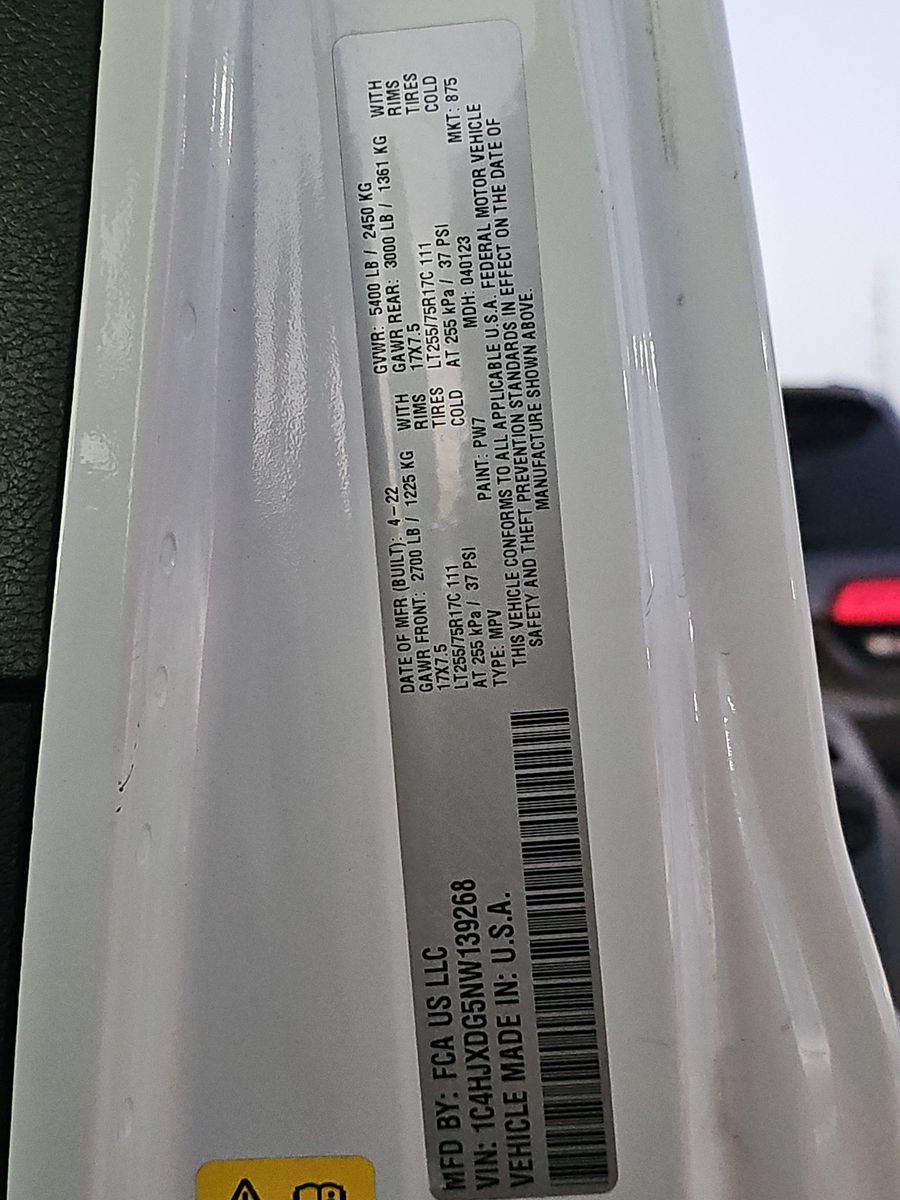 MFD BY: FCA US LLC
VIN: 1C4HJXDG5NW139268
VEHICLE MADE IN: U.S.A.
DATE OF MFR (BUILT): 4-22 GVWR: 5400 LB / 2450 KG
GAWR FRONT: 2700 LB / 1225 KG WITH GAWR REAR: 3000 LB / 1361 KG WITH
17X7.5 RIMS 17X7.5 RIMS
LT255/75R17C 111 TIRES LT255/75R17C 111 TIRES
AT 255 kPa / 37 PSI COLD AT 255 kPa / 37 PSI COLD
TYPE: MPV PAINT: PW7 MDH: 040123 MKT: 875
THIS VEHICLE CONFORMS TO ALL APPLICABLE U.S.A. FEDERAL MOTOR VEHICLE
SAFETY AND THEFT PREVENTION STANDARDS IN EFFECT ON THE DATE OF
MANUFACTURE SHOWN ABOVE.